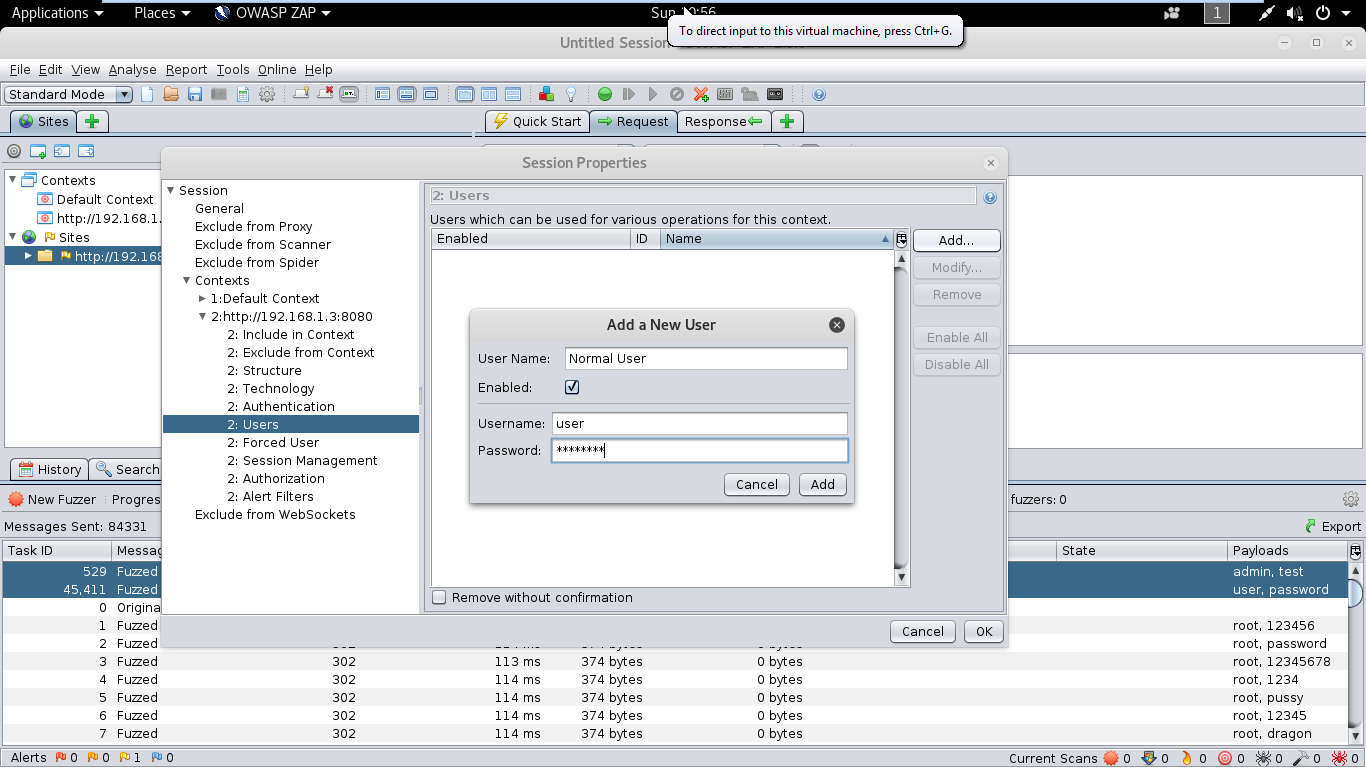 Applications Places OWASP ZAP Sun 1
To direct input to this virtual machine, press Ctrl+G.
Untitled Session
File Edit View Analyse Report Tools Online Help
Standard Mode
Sites Quick Start Request Response
Session Properties
Contexts
Default Context
http://192.168.1.
Sites
http://192.168
Session
General
Exclude from Proxy
Exclude from Scanner
Exclude from Spider
Contexts
1:Default Context
2:http://192.168.1.3:8080
2: Include in Context
2: Exclude from Context
2: Structure
2: Technology
2: Authentication
2: Users
2: Forced User
2: Session Management
2: Authorization
2: Alert Filters
Exclude from WebSockets
2: Users
Users which can be used for various operations for this context.
Enabled ID Name
Add...
Modify...
Remove
Enable All
Disable All
Add a New User
User Name: Normal User
Enabled:
Username: user
Password: ********
Cancel Add
Remove without confirmation
Cancel OK
History Search
New Fuzzer Progres fuzzers: 0
Messages Sent: 84331 Export
Task ID Messag State Payloads
529 Fuzzed admin, test
45,411 Fuzzed user, password
0 Origina
1 Fuzzed root, 123456
2 Fuzzed 302 114 ms 374 bytes 0 bytes root, password
3 Fuzzed 302 113 ms 374 bytes 0 bytes root, 12345678
4 Fuzzed 302 114 ms 374 bytes 0 bytes root, 1234
5 Fuzzed 302 114 ms 374 bytes 0 bytes root, pussy
6 Fuzzed 302 114 ms 374 bytes 0 bytes root, 12345
7 Fuzzed 302 114 ms 374 bytes 0 bytes root, dragon
Alerts 0 0 1 0 Current Scans 0 0 0 0 0 0 0